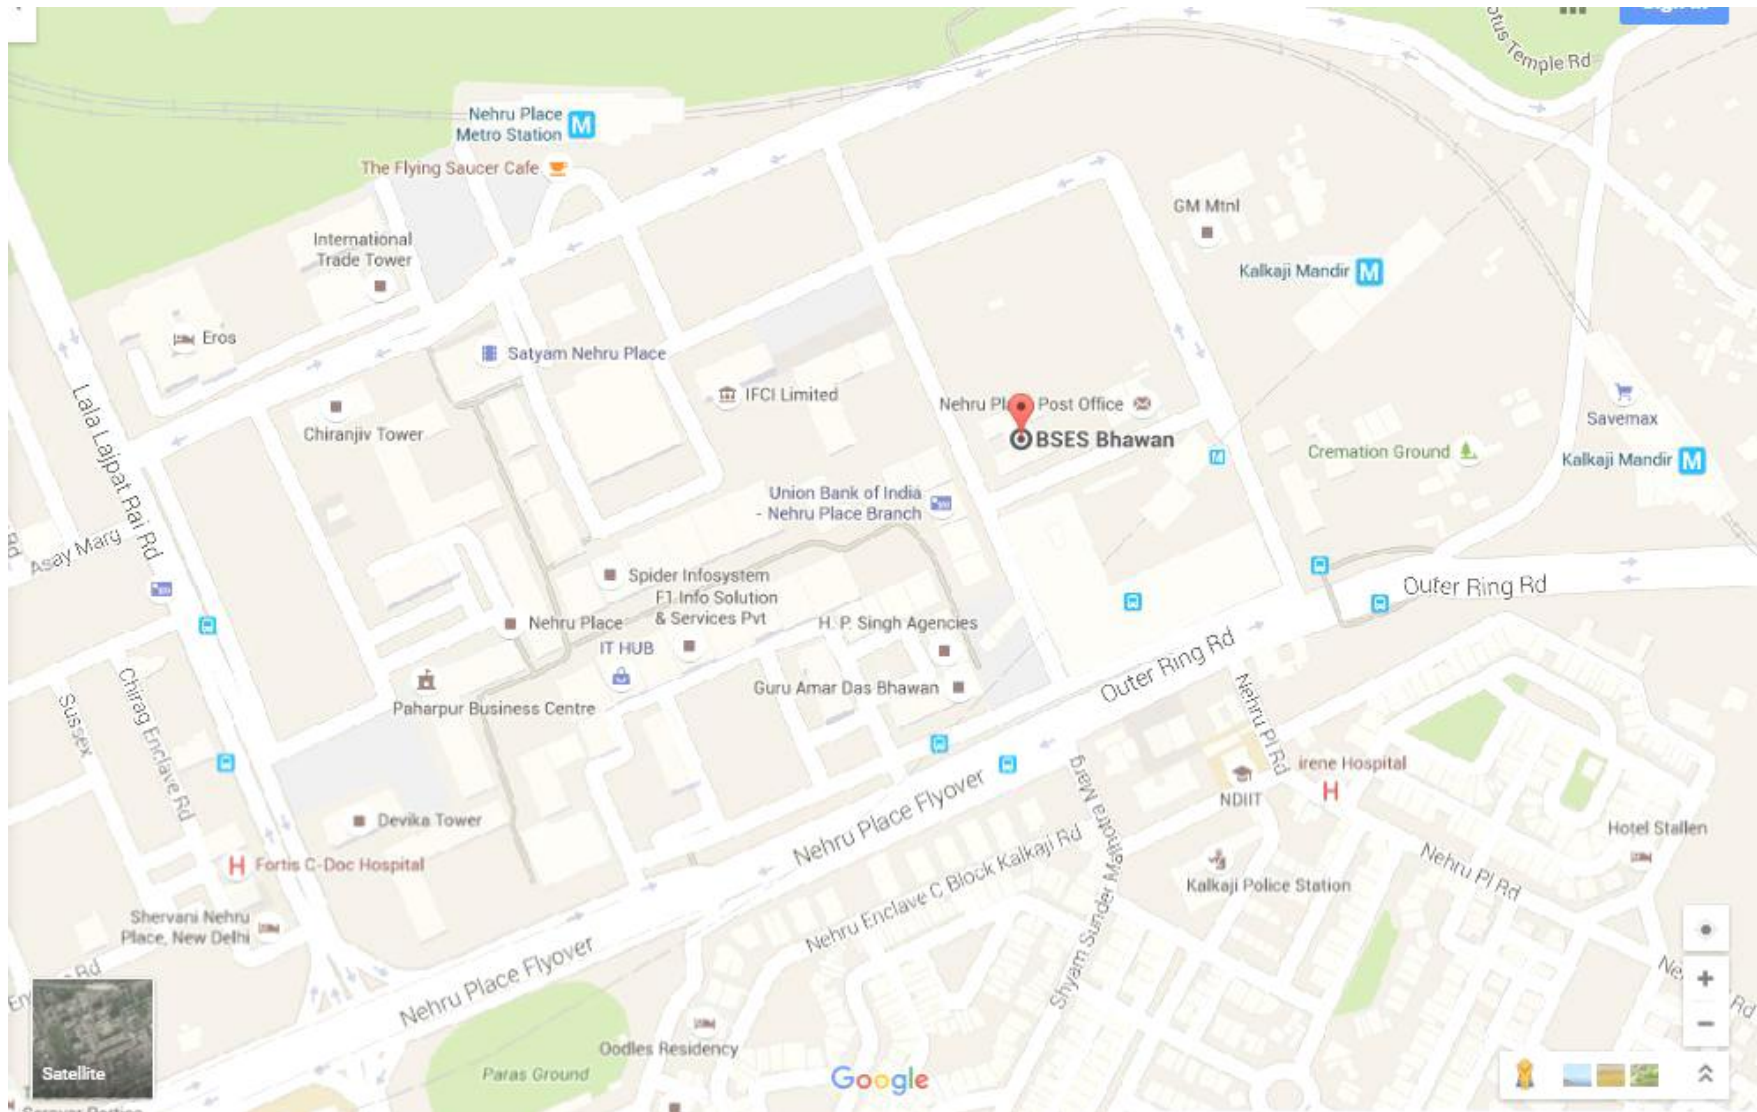 Temple Rd
Nehru Place
Metro Station
The Flying Saucer Cafe
GM Mtnl
International
Trade Tower
Kalkaji Mandir
Eros
Satyam Nehru Place
IFCI Limited
Nehru Pl
Post Office
BSES Bhawan
Savemax
Lala Lajpat Rai Rd
Chiranjiv Tower
Cremation Ground
Kalkaji Mandir
Union Bank of India
- Nehru Place Branch
Asay Marg
Spider Infosystem
F1 Info Solution
& Services Pvt
Outer Ring Rd
Nehru Place
H. P. Singh Agencies
IT HUB
Outer Ring Rd
Guru Amar Das Bhawan
Paharpur Business Centre
Sussex
Chirag Enclave Rd
Nehru Pl Rd
irene Hospital
NDIIT
Devika Tower
Nehru Place Flyover
Shyam Sunder Malhotra Marg
Hotel Stallen
Fortis C-Doc Hospital
Nehru Enclave C Block Kalkaji Rd
Nehru Pl Rd
Kalkaji Police Station
Shervani Nehru
Place, New Delhi
Rd
Nehru Place Flyover
Ne
Rd
Oodles Residency
Satellite
Paras Ground
Google